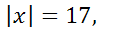 |x| = 17,